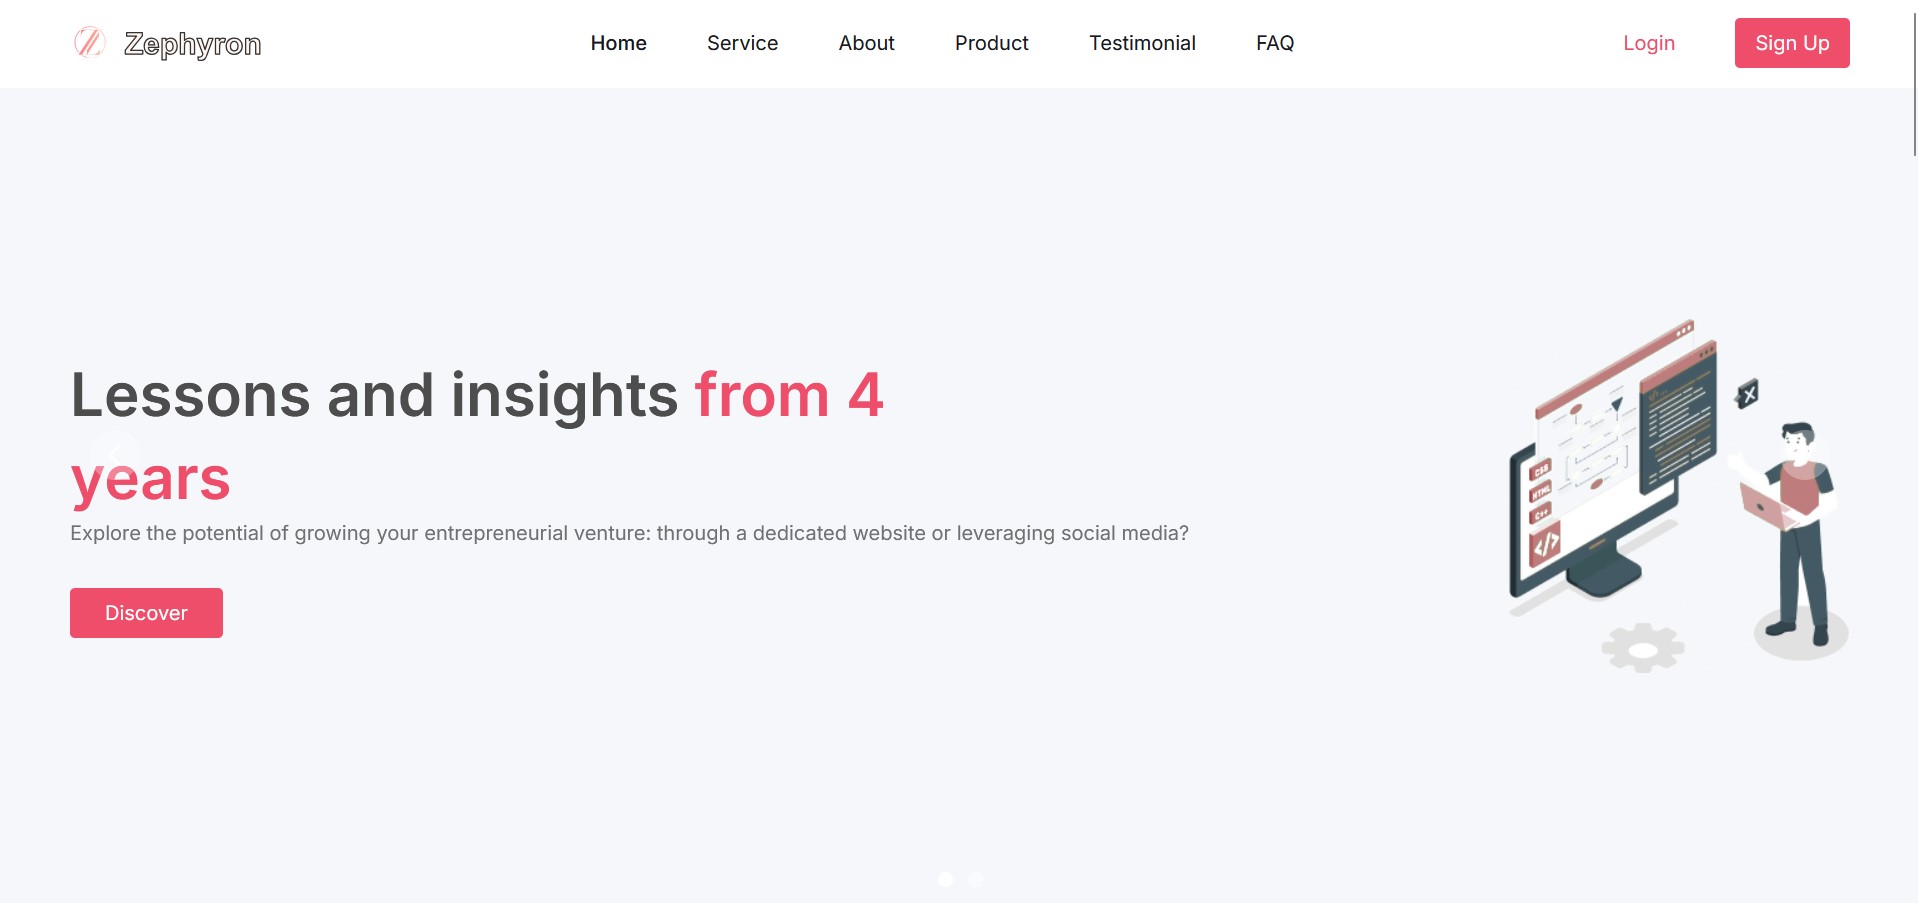 Zephyron
Home Service About Product Testimonial FAQ
Login Sign Up
Lessons and insights from 4
years
Explore the potential of growing your entrepreneurial venture: through a dedicated website or leveraging social media?
Discover
CSS
HTML
C++
</>